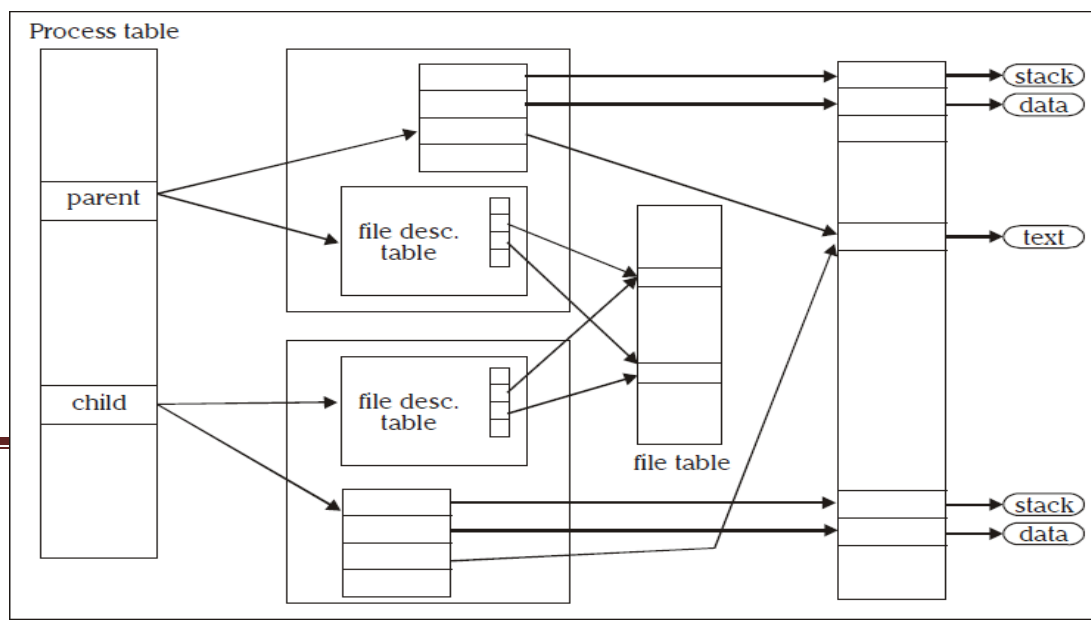 Process table
stack
data
parent
file desc.
table
text
file desc.
table
child
file table
stack
data